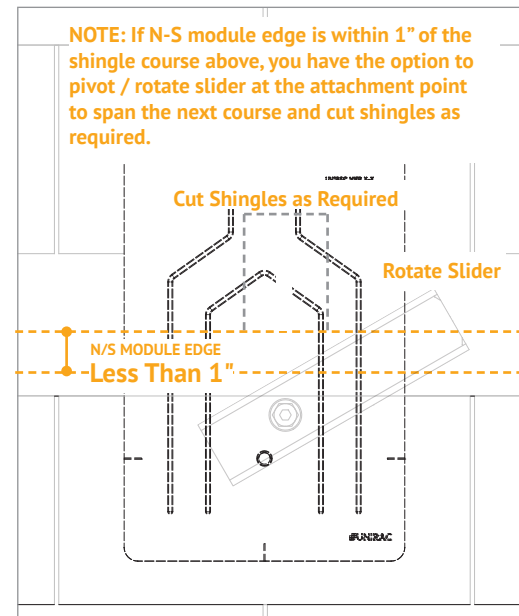 NOTE: If N-S module edge is within 1” of the
shingle course above, you have the option to
pivot / rotate slider at the attachment point
to span the next course and cut shingles as
required.
Cut Shingles as Required
Rotate Slider
N/S MODULE EDGE
Less Than 1"
UNIRAC